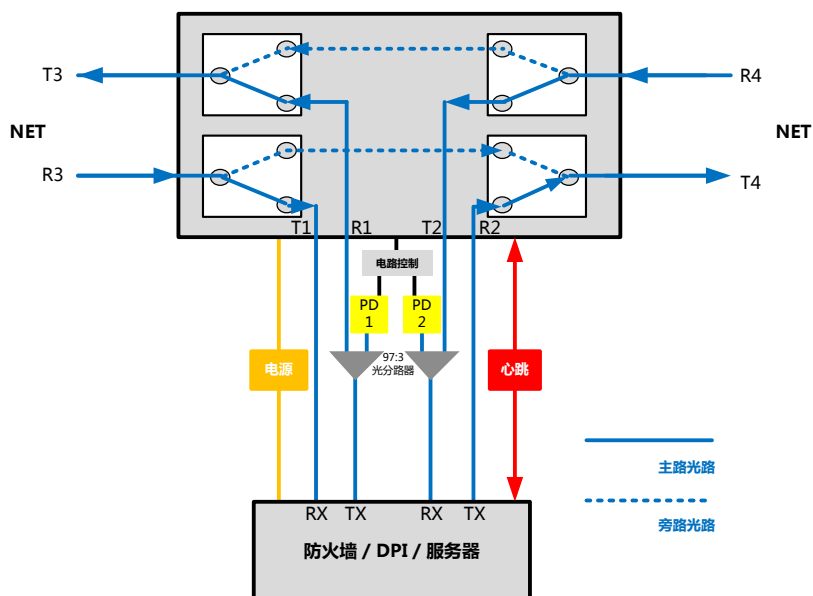 T3
R4
NET
NET
R3
T4
T1
R1
T2
R2
电路控制
PD
1
PD
2
97:3
光分路器
电源
心跳
主路光路
旁路光路
RX
TX
RX
TX
防火墙 / DPI / 服务器